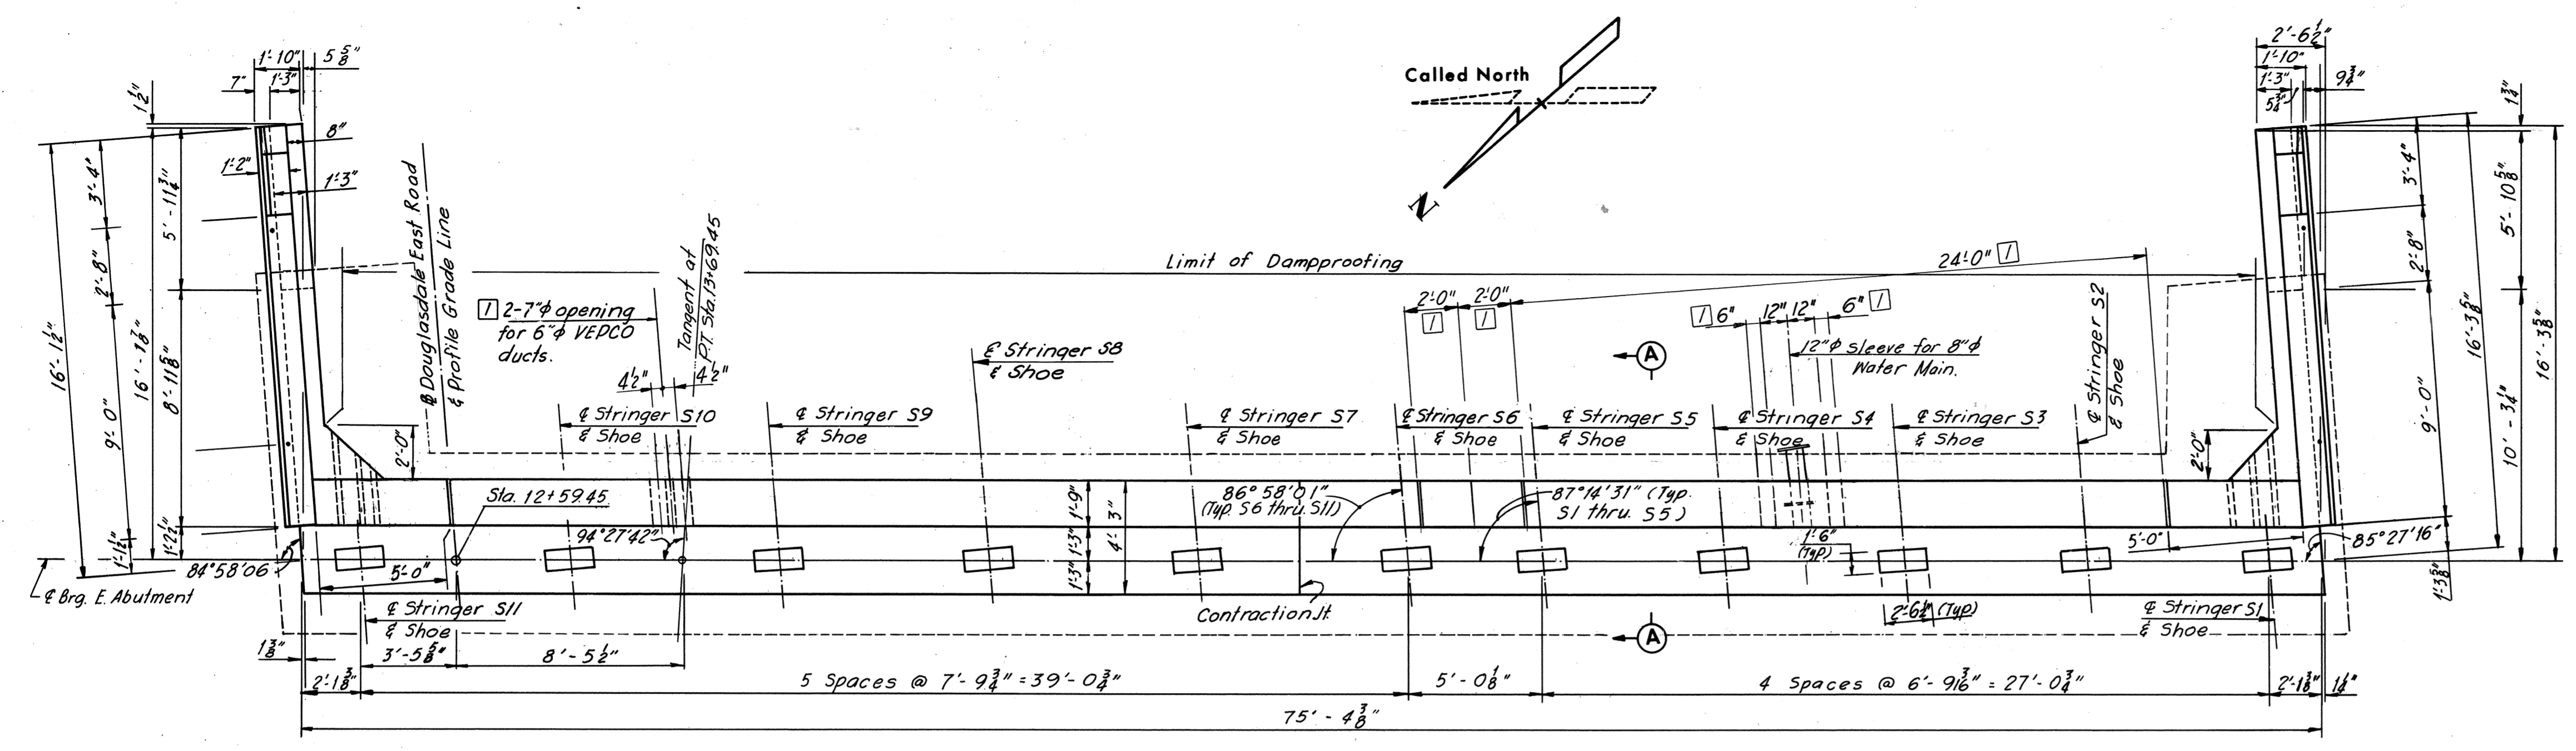 1'-10"
5 5/8"
7"
1'-3"
1 1/2"
8"
1'-2"
1'-3"
3'-4"
5'-11 3/4"
2'-8"
16'-1 1/2"
16'-1 7/8"
8'-11 5/8"
9'-0"
1'-1 1/2"
1'-2 1/2"
2'-0"
℄ Douglasdale East Road
& Profile Grade Line
Tangent at
P.T. Sta. 13+69.45
1 2-7"ϕ opening
for 6"ϕ VEPCO
ducts.
4 1/2"
4 1/2"
Called North
N
Limit of Dampproofing
24'-0" 1
2'-0"
2'-0"
1
1
1 6"
12"
12"
6" 1
12"ϕ sleeve for 8"ϕ
Water Main.
A
℄ Stringer S2
& Shoe
℄ Stringer S8
& Shoe
℄ Stringer S10
& Shoe
℄ Stringer S9
& Shoe
℄ Stringer S7
& Shoe
℄ Stringer S6
& Shoe
℄ Stringer S5
& Shoe
℄ Stringer S4
& Shoe
℄ Stringer S3
& Shoe
2'-6 1/2"
1'-10"
1'-3"
9 3/4"
5 3/4"
1 3/4"
3'-4"
5'-10 5/8"
2'-8"
16'-3 5/8"
16'-3 5/8"
9'-0"
10'-3 1/4"
2'-0"
1'-3 5/8"
Sta. 12+59.45
94°27'42"
1'-9"
1'-3"
4'-3"
1'-3"
86°58'01"
(Typ. S6 thru. S11)
87°14'31" (Typ.
S1 thru. S5)
1'-6"
(Typ.)
5'-0"
85°27'16"
84°58'06
5'-0"
℄ Brg. E. Abutment
℄ Stringer S11
& Shoe
Contraction Jt.
2'-6 1/2" (Typ)
℄ Stringer S1
& Shoe
A
1 3/8"
3'-5 5/8"
8'-5 1/2"
2'-1 3/8"
5 Spaces @ 7'-9 3/4" = 39'-0 3/4"
5'-0 1/8"
4 Spaces @ 6'-9 3/16" = 27'-0 3/4"
2'-1 3/8"
1 1/4"
75'-4 3/8"